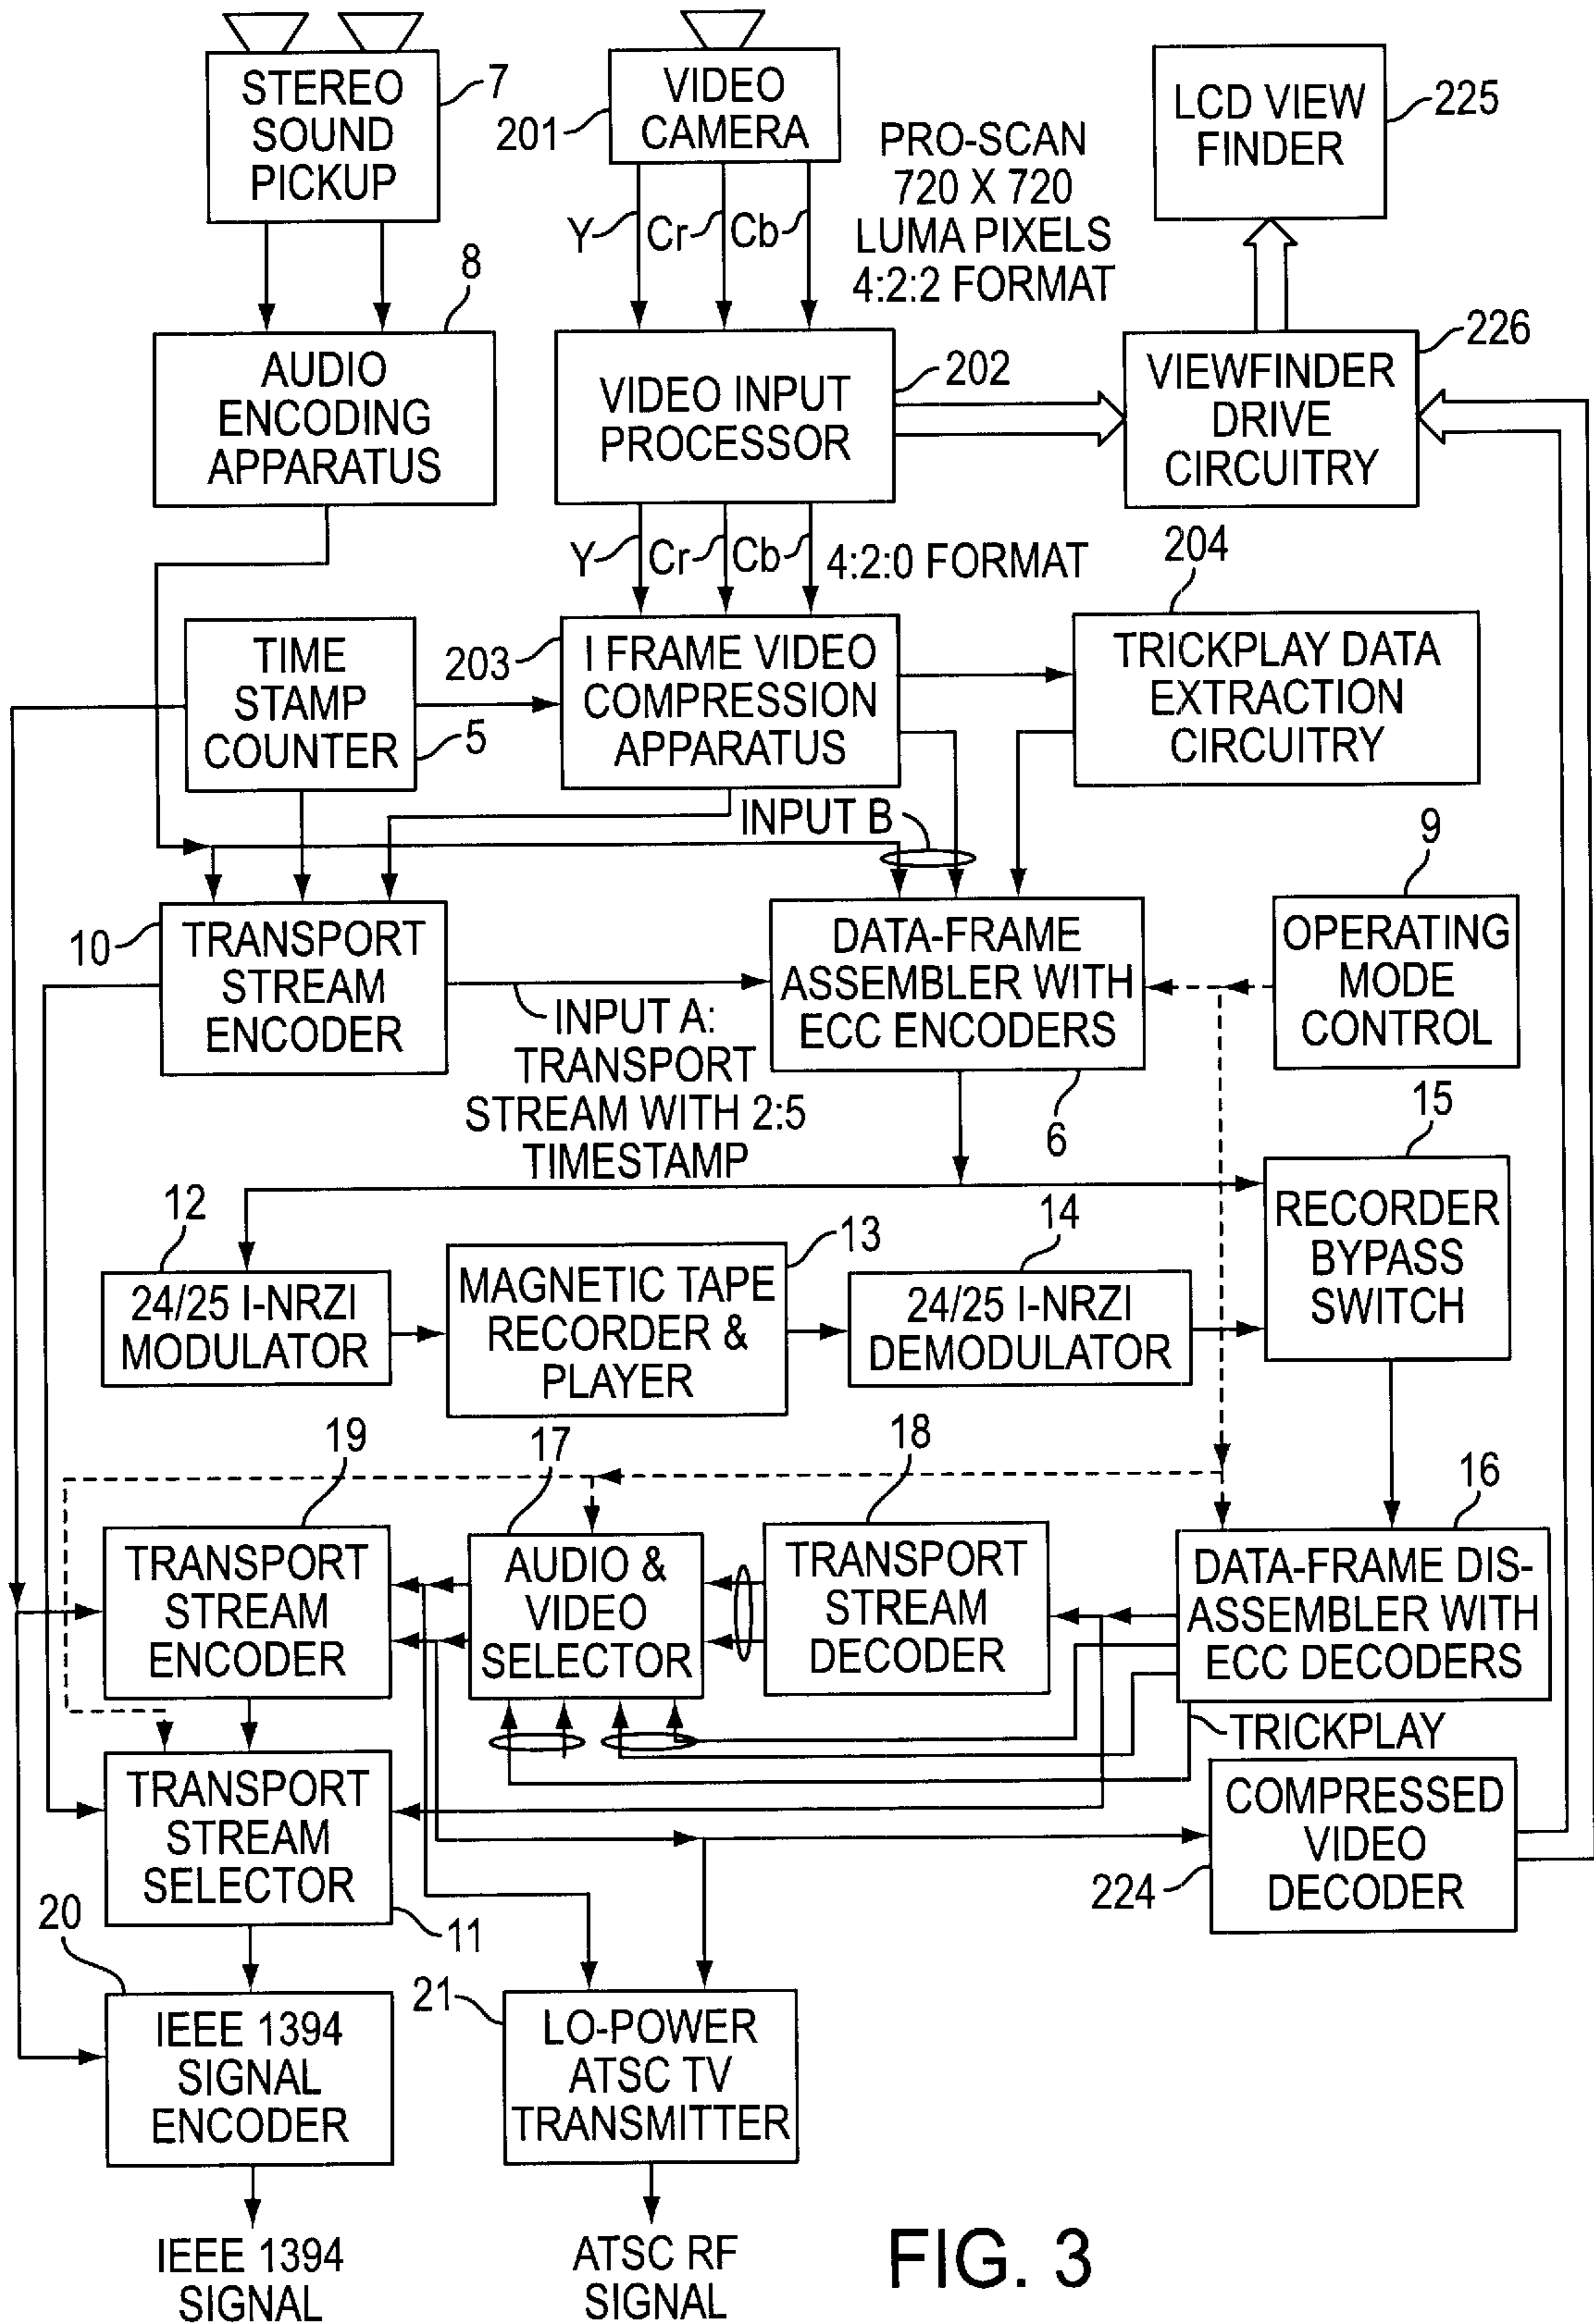 STEREO
SOUND
PICKUP
7
VIDEO
CAMERA
201
PRO-SCAN
720 X 720
LUMA PIXELS
4:2:2 FORMAT
LCD VIEW
FINDER
225
Y
Cr
Cb
8
AUDIO
ENCODING
APPARATUS
VIDEO INPUT
PROCESSOR
202
VIEWFINDER
DRIVE
CIRCUITRY
226
Y
Cr
Cb
4:2:0 FORMAT
204
TIME
STAMP
COUNTER
5
203
I FRAME VIDEO
COMPRESSION
APPARATUS
TRICKPLAY DATA
EXTRACTION
CIRCUITRY
INPUT B
9
10
TRANSPORT
STREAM
ENCODER
INPUT A:
TRANSPORT
STREAM WITH 2:5
TIMESTAMP
DATA-FRAME
ASSEMBLER WITH
ECC ENCODERS
6
OPERATING
MODE
CONTROL
15
RECORDER
BYPASS
SWITCH
12
24/25 I-NRZI
MODULATOR
13
MAGNETIC TAPE
RECORDER &
PLAYER
14
24/25 I-NRZI
DEMODULATOR
19
TRANSPORT
STREAM
ENCODER
17
AUDIO &
VIDEO
SELECTOR
18
TRANSPORT
STREAM
DECODER
16
DATA-FRAME DIS-
ASSEMBLER WITH
ECC DECODERS
TRICKPLAY
TRANSPORT
STREAM
SELECTOR
11
COMPRESSED
VIDEO
DECODER
224
20
IEEE 1394
SIGNAL
ENCODER
21
LO-POWER
ATSC TV
TRANSMITTER
IEEE 1394
SIGNAL
ATSC RF
SIGNAL
FIG. 3